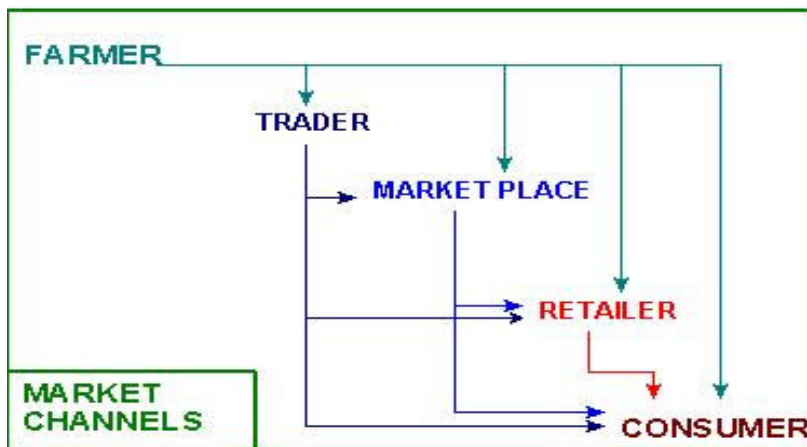 FARMER
TRADER
MARKET PLACE
RETAILER
MARKET
CHANNELS
CONSUMER